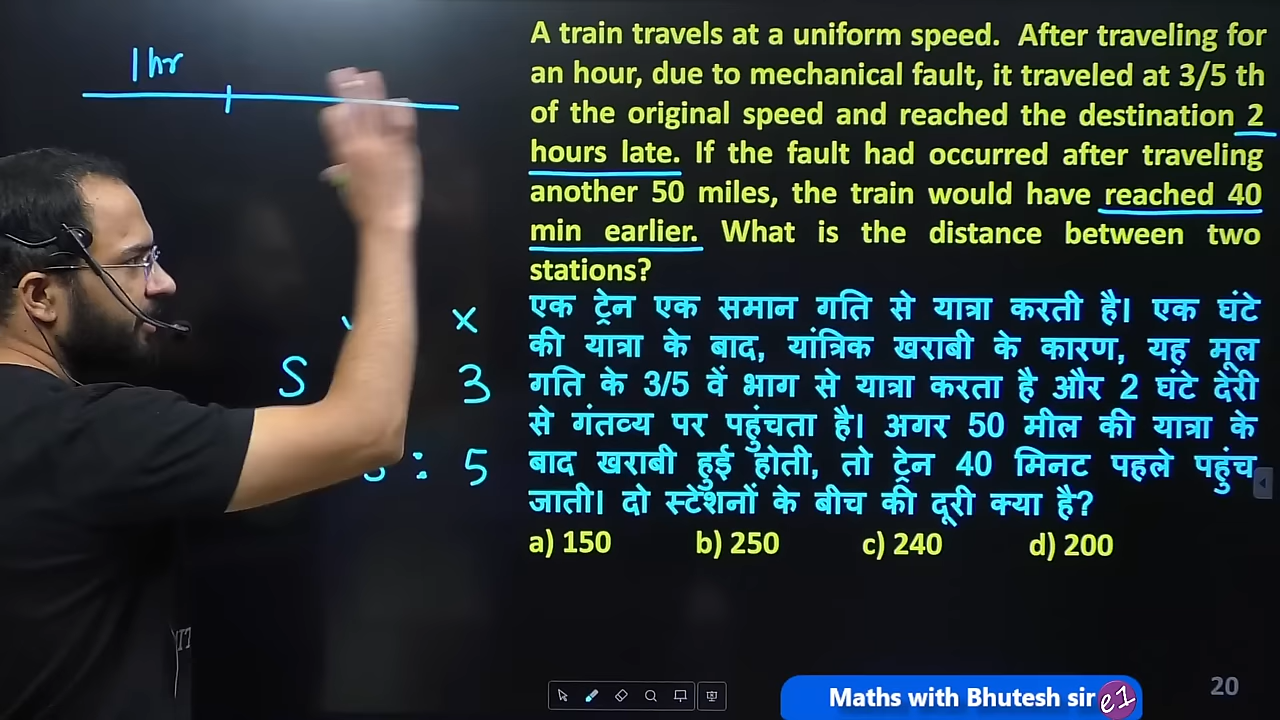 1 hr
A train travels at a uniform speed. After traveling for
an hour, due to mechanical fault, it traveled at 3/5 th
of the original speed and reached the destination 2
hours late. If the fault had occurred after traveling
another 50 miles, the train would have reached 40
min earlier. What is the distance between two
stations?
एक ट्रेन एक समान गति से यात्रा करती है। एक घंटे
की यात्रा के बाद, यांत्रिक खराबी के कारण, यह मूल
गति के 3/5 वें भाग से यात्रा करता है और 2 घंटे देरी
से गंतव्य पर पहुंचता है। अगर 50 मील की यात्रा के
बाद खराबी हुई होती, तो ट्रेन 40 मिनट पहले पहुंच
जाती। दो स्टेशनों के बीच की दूरी क्या है?
a) 150 b) 250 c) 240 d) 200
x
S 3
: 5
20
Maths with Bhutesh sir e1